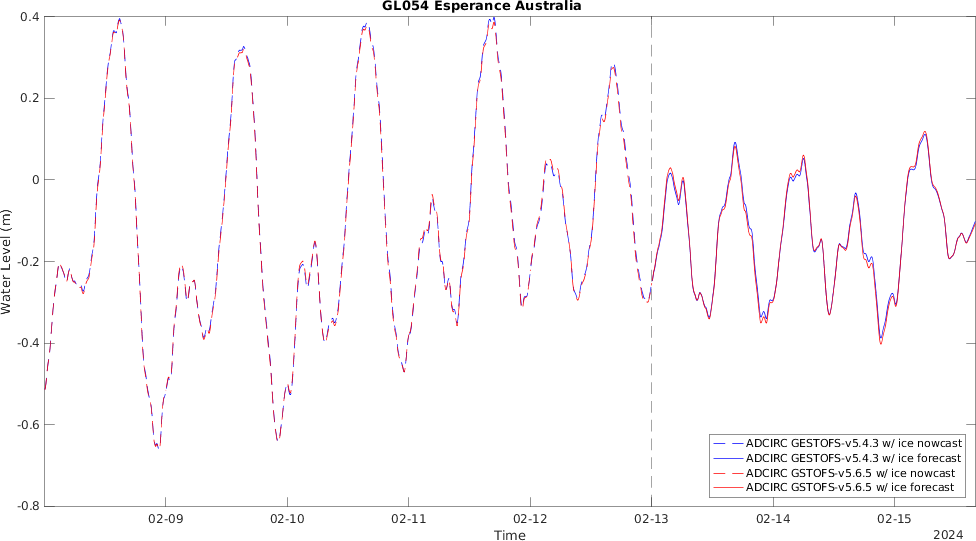 GL054 Esperance Australia
0.4
0.2
0
-0.2
-0.4
-0.6
-0.8
Water Level (m)
02-09
02-10
02-11
02-12
02-13
02-14
02-15
Time
2024
ADCIRC GESTOFS-v5.4.3 w/ ice nowcast
ADCIRC GESTOFS-v5.4.3 w/ ice forecast
ADCIRC GSTOFS-v5.6.5 w/ ice nowcast
ADCIRC GSTOFS-v5.6.5 w/ ice forecast